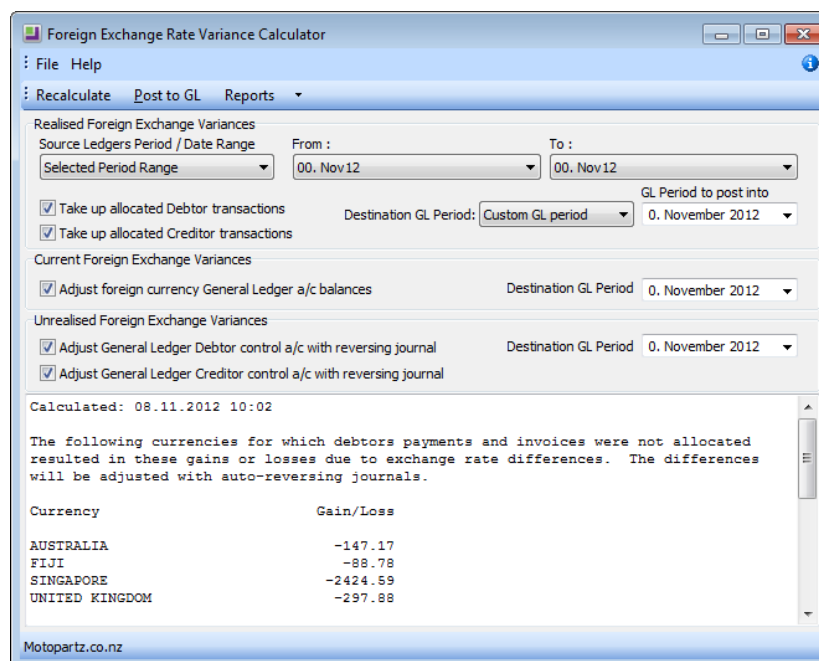 Foreign Exchange Rate Variance Calculator
File Help
Recalculate Post to GL Reports
Realised Foreign Exchange Variances
Source Ledgers Period / Date Range From : To :
Selected Period Range 00. Nov12 00. Nov12
GL Period to post into
Take up allocated Debtor transactions Destination GL Period: Custom GL period 0. November 2012
Take up allocated Creditor transactions
Current Foreign Exchange Variances
Adjust foreign currency General Ledger a/c balances Destination GL Period 0. November 2012
Unrealised Foreign Exchange Variances
Adjust General Ledger Debtor control a/c with reversing journal Destination GL Period 0. November 2012
Adjust General Ledger Creditor control a/c with reversing journal
Calculated: 08.11.2012 10:02
The following currencies for which debtors payments and invoices were not allocated
resulted in these gains or losses due to exchange rate differences. The differences
will be adjusted with auto-reversing journals.
Currency Gain/Loss
AUSTRALIA -147.17
FIJI -88.78
SINGAPORE -2424.59
UNITED KINGDOM -297.88
Motopartz.co.nz